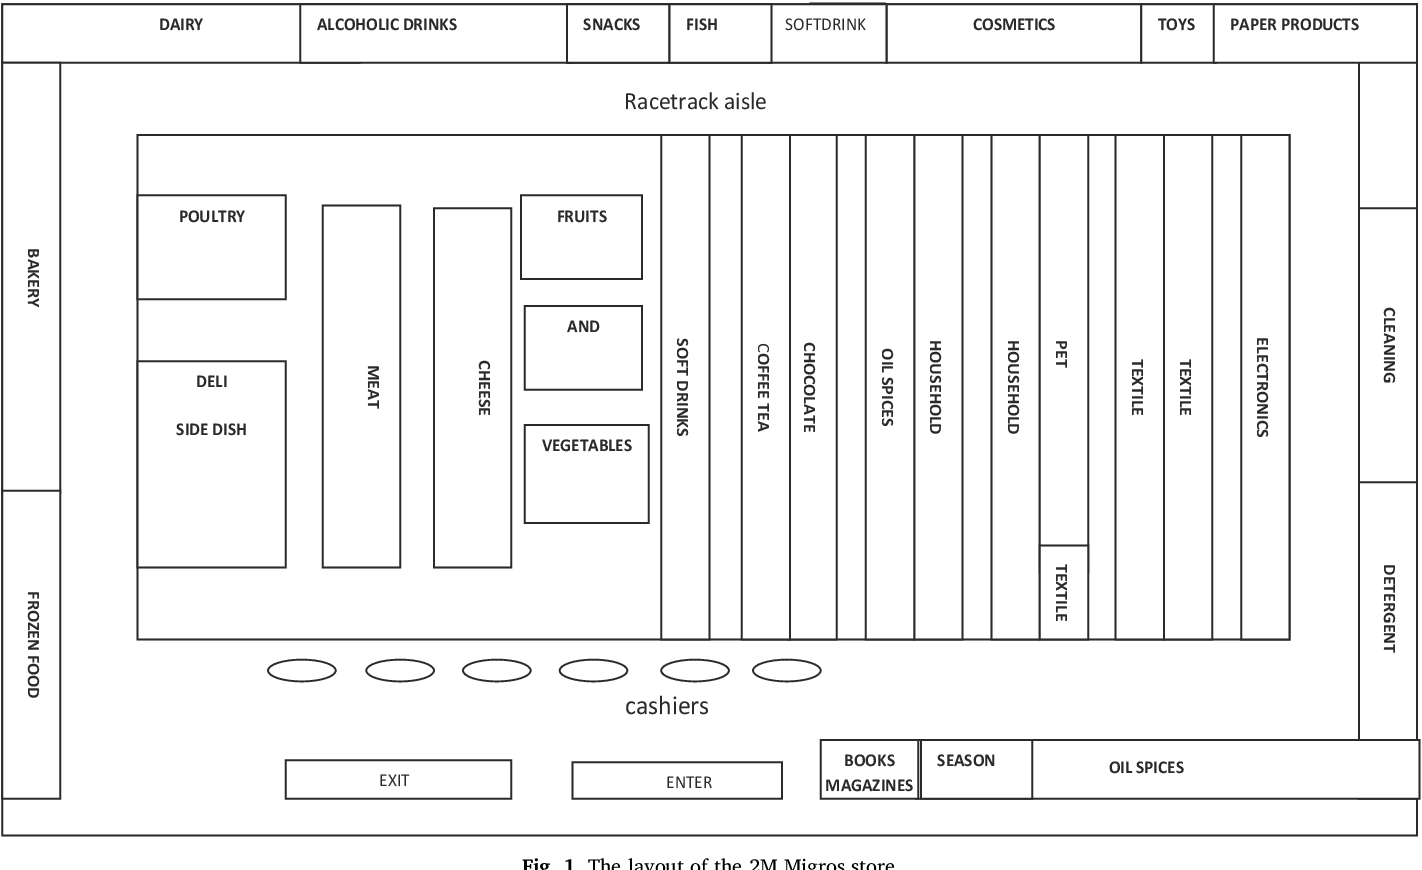 DAIRY
ALCOHOLIC DRINKS
SNACKS
FISH
SOFTDRINK
COSMETICS
TOYS
PAPER PRODUCTS
Racetrack aisle
BAKERY
FROZEN FOOD
POULTRY
DELI
SIDE DISH
MEAT
CHEESE
FRUITS
AND
VEGETABLES
SOFT DRINKS
COFFEE TEA
CHOCOLATE
OIL SPICES
HOUSEHOLD
HOUSEHOLD
PET
TEXTILE
TEXTILE
TEXTILE
ELECTRONICS
CLEANING
DETERGENT
cashiers
EXIT
ENTER
BOOKS
MAGAZINES
SEASON
OIL SPICES
Fig. 1. The layout of the 2M Migros store